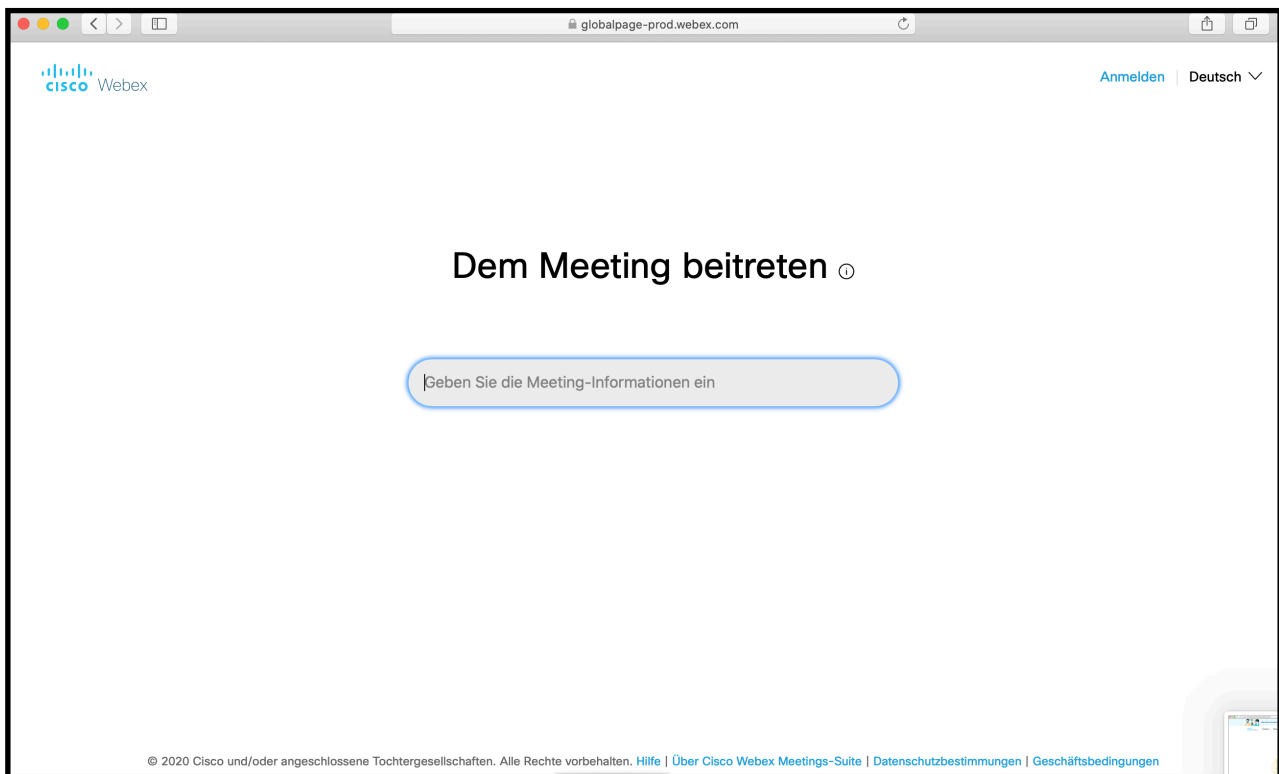 globalpage-prod.webex.com
CISCO Webex
Anmelden Deutsch
Dem Meeting beitreten
Geben Sie die Meeting-Informationen ein
© 2020 Cisco und/oder angeschlossene Tochtergesellschaften. Alle Rechte vorbehalten. Hilfe | Über Cisco Webex Meetings-Suite | Datenschutzbestimmungen | Geschäftsbedingungen